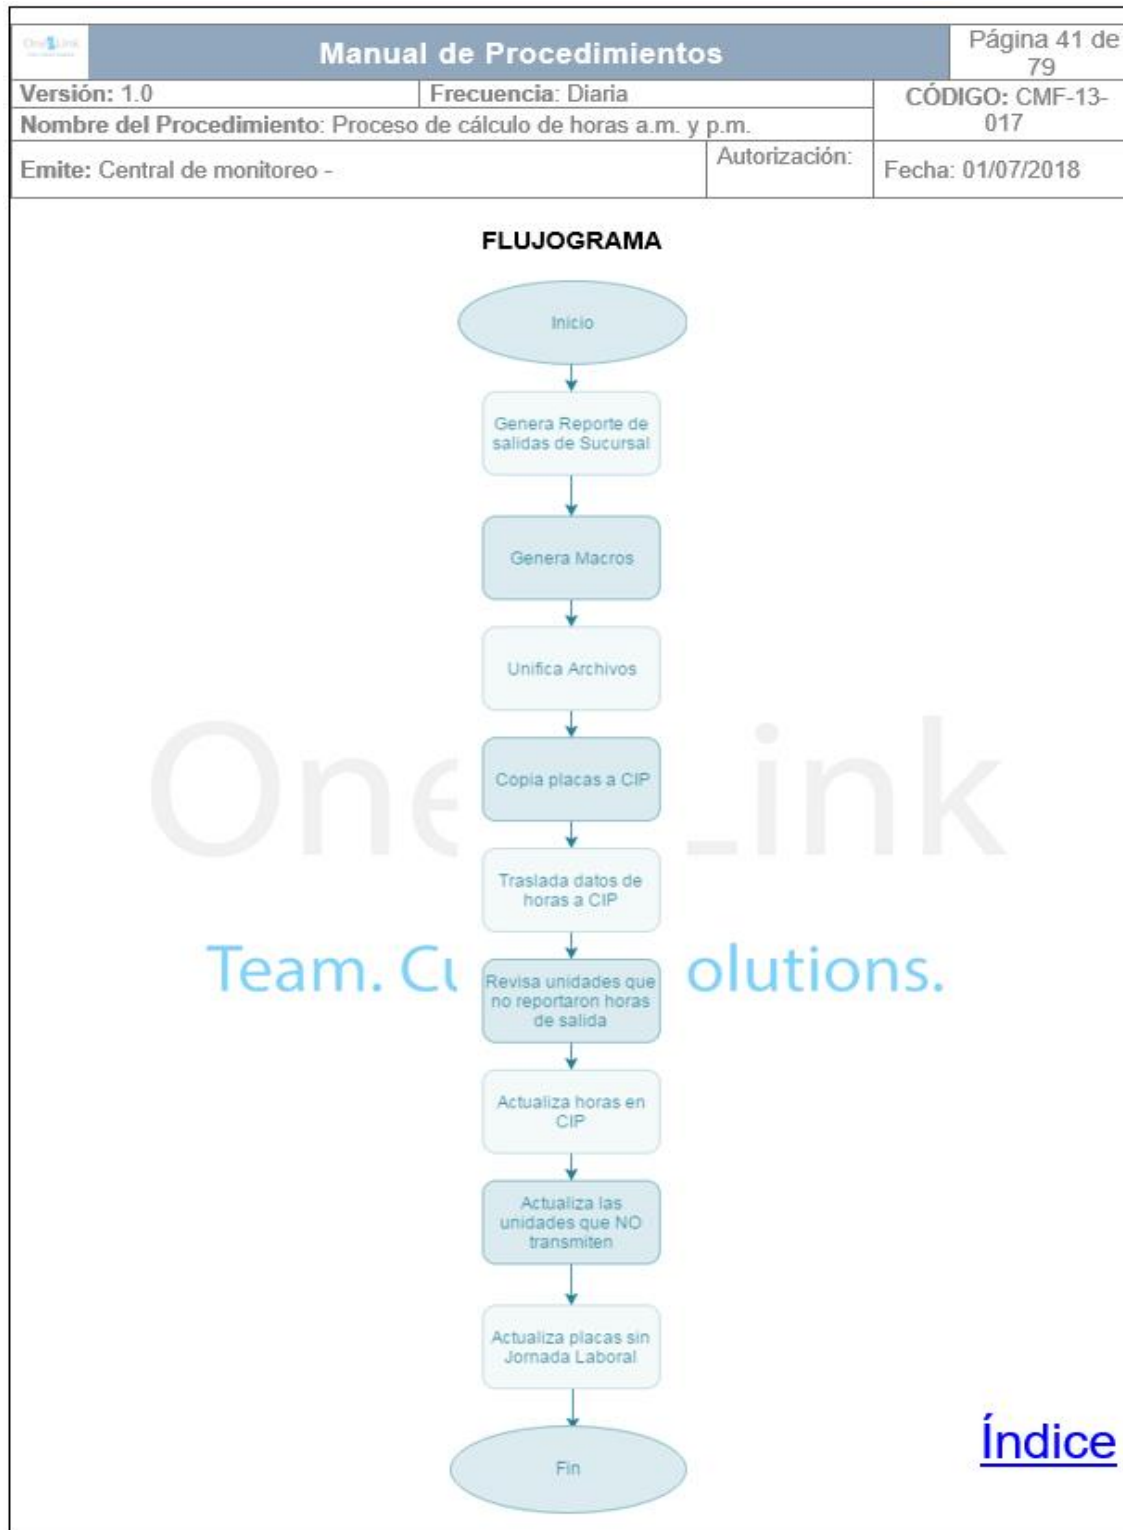 One2Link
Manual de Procedimientos
Página 41 de
79
Versión: 1.0
Frecuencia: Diaria
CÓDIGO: CMF-13-
017
Nombre del Procedimiento: Proceso de cálculo de horas a.m. y p.m.
Emite: Central de monitoreo -
Autorización:
Fecha: 01/07/2018
FLUJOGRAMA
Inicio
Genera Reporte de
salidas de Sucursal
Genera Macros
Unifica Archivos
Copia placas a CIP
Traslada datos de
horas a CIP
Revisa unidades que
no reportaron horas
de salida
Actualiza horas en
CIP
Actualiza las
unidades que NO
transmiten
Actualiza placas sin
Jornada Laboral
Fin
One Link
Team. Cu olutions.
Índice